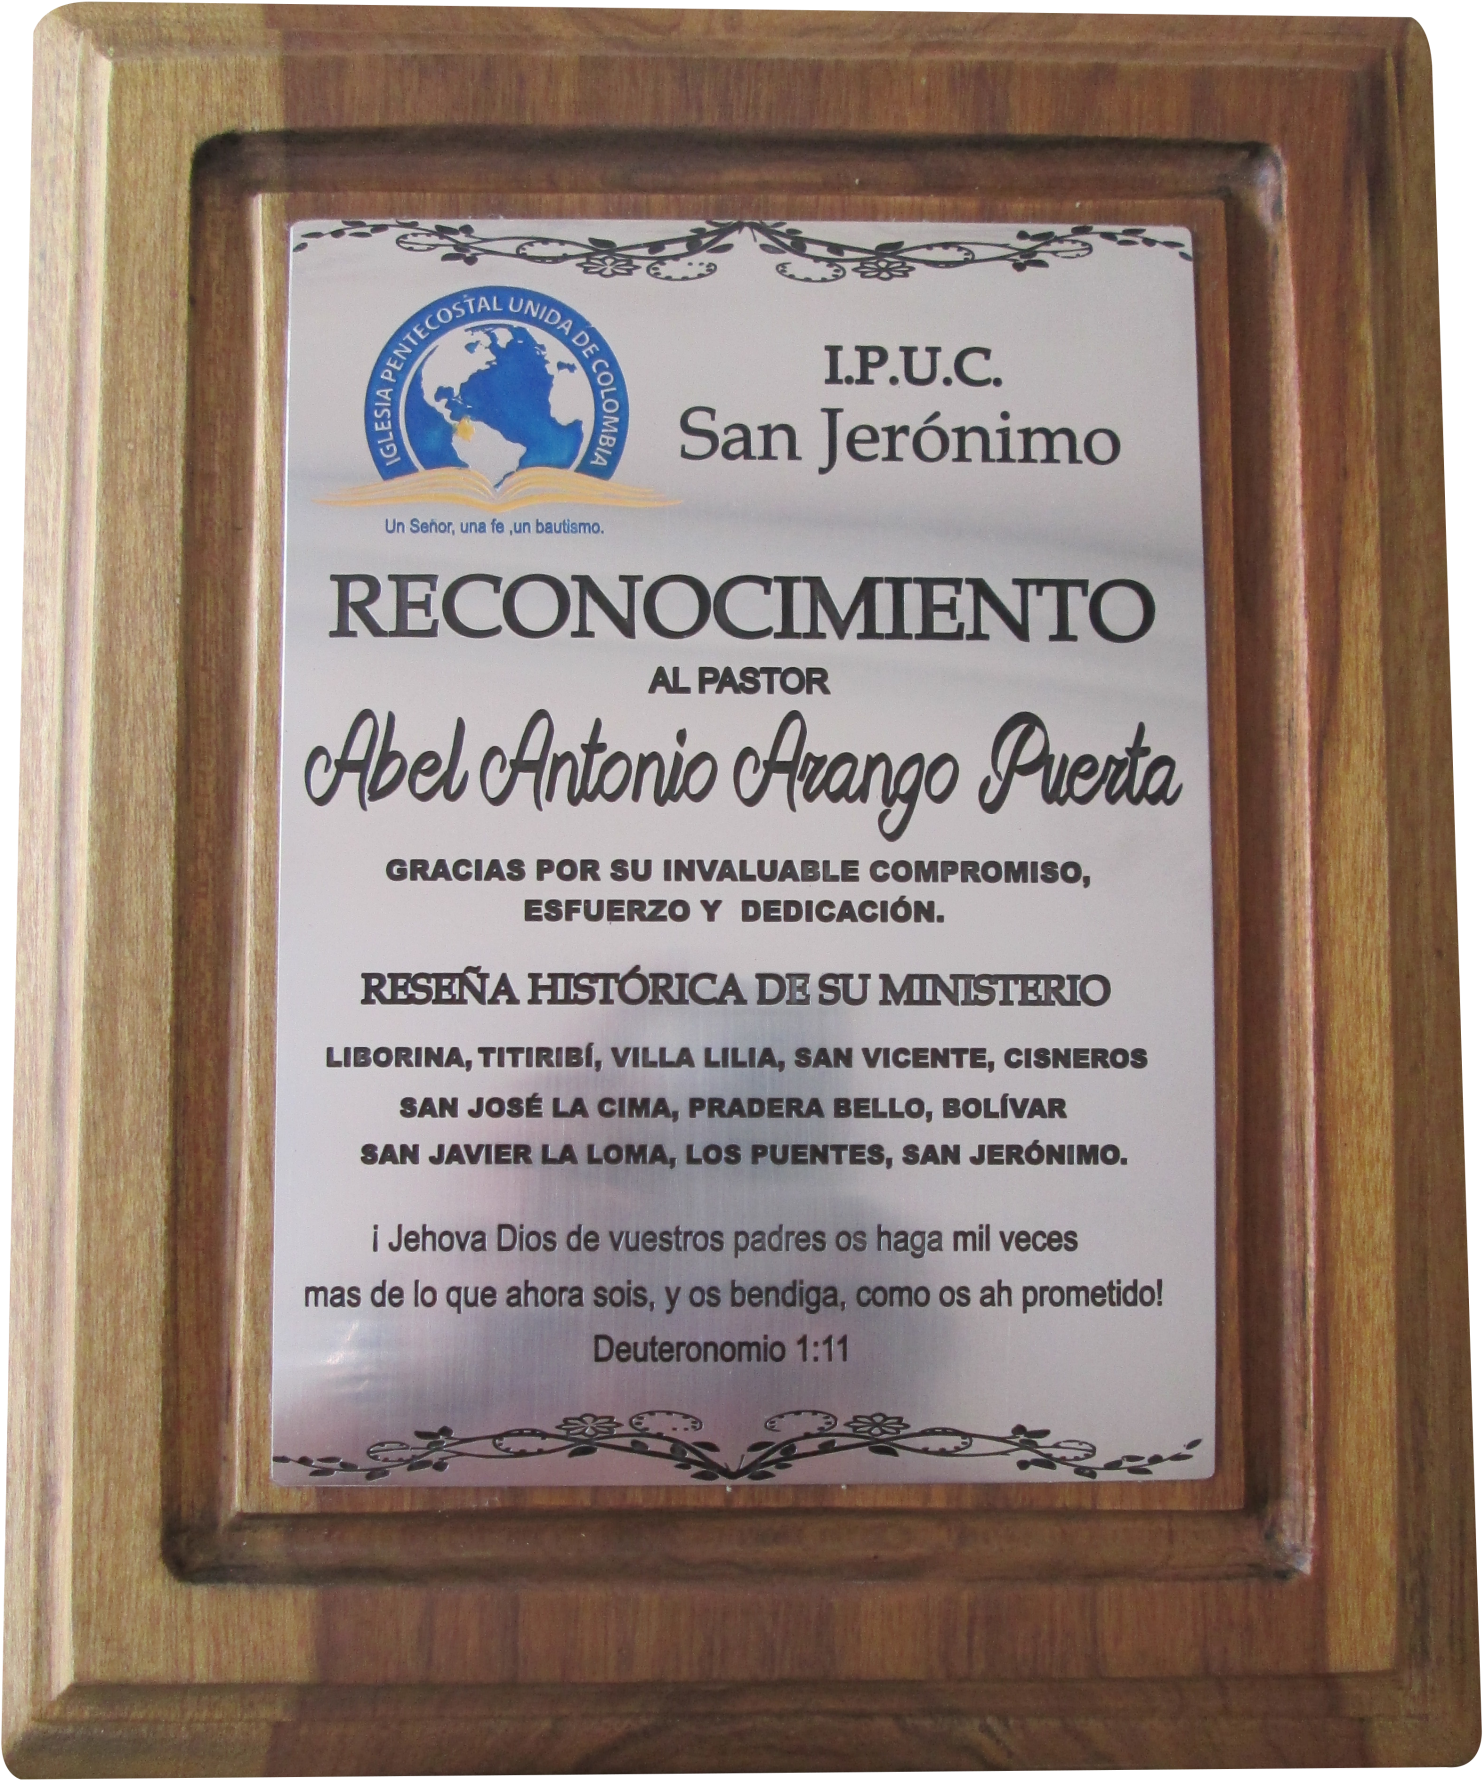 IGLESIA PENTECOSTAL UNIDA DE COLOMBIA
Un Señor, una fe ,un bautismo.
I.P.U.C.
San Jerónimo
RECONOCIMIENTO
AL PASTOR
Abel Antonio Arango Puerta
GRACIAS POR SU INVALUABLE COMPROMISO,
ESFUERZO Y DEDICACIÓN.
RESEÑA HISTÓRICA DE SU MINISTERIO
LIBORINA, TITIRIBÍ, VILLA LILIA, SAN VICENTE, CISNEROS
SAN JOSÉ LA CIMA, PRADERA BELLO, BOLÍVAR
SAN JAVIER LA LOMA, LOS PUENTES, SAN JERÓNIMO.
¡ Jehova Dios de vuestros padres os haga mil veces
mas de lo que ahora sois, y os bendiga, como os ah prometido!
Deuteronomio 1:11